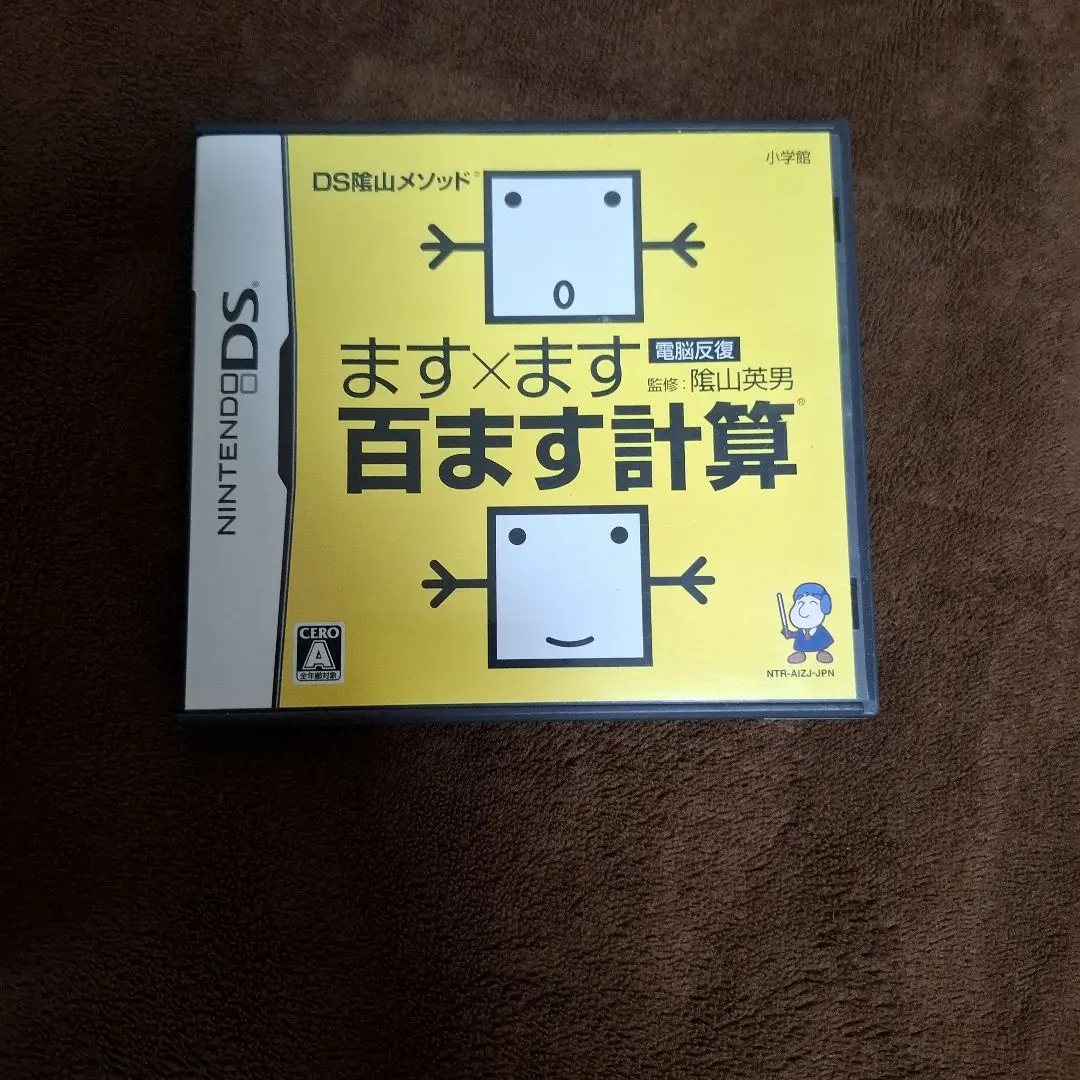 NINTENDO DS®
DS陰山メソッド®
小学館
ます×ます 電脳反復
監修:陰山英男
百ます計算®
CERO
A
全年齢対象
NTR-AIZJ-JPN